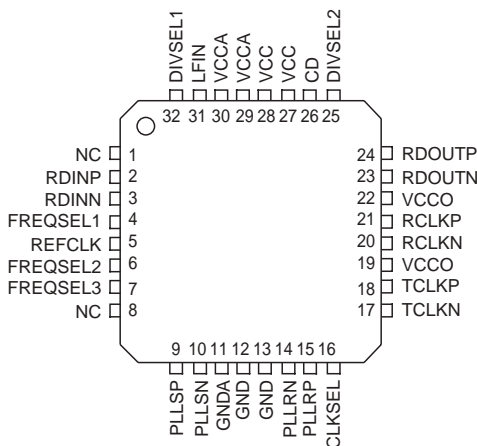 DIVSEL1
LFIN
VCCA
VCCA
VCC
VCC
CD
DIVSEL2
32 31 30 29 28 27 26 25
NC 1
RDINP 2
RDINN 3
FREQSEL1 4
REFCLK 5
FREQSEL2 6
FREQSEL3 7
NC 8
24 RDOUTP
23 RDOUTN
22 VCCO
21 RCLKP
20 RCLKN
19 VCCO
18 TCLKP
17 TCLKN
9 10 11 12 13 14 15 16
PLLSP
PLLSN
GNDA
GND
GND
PLLRN
PLLRP
CLKSEL